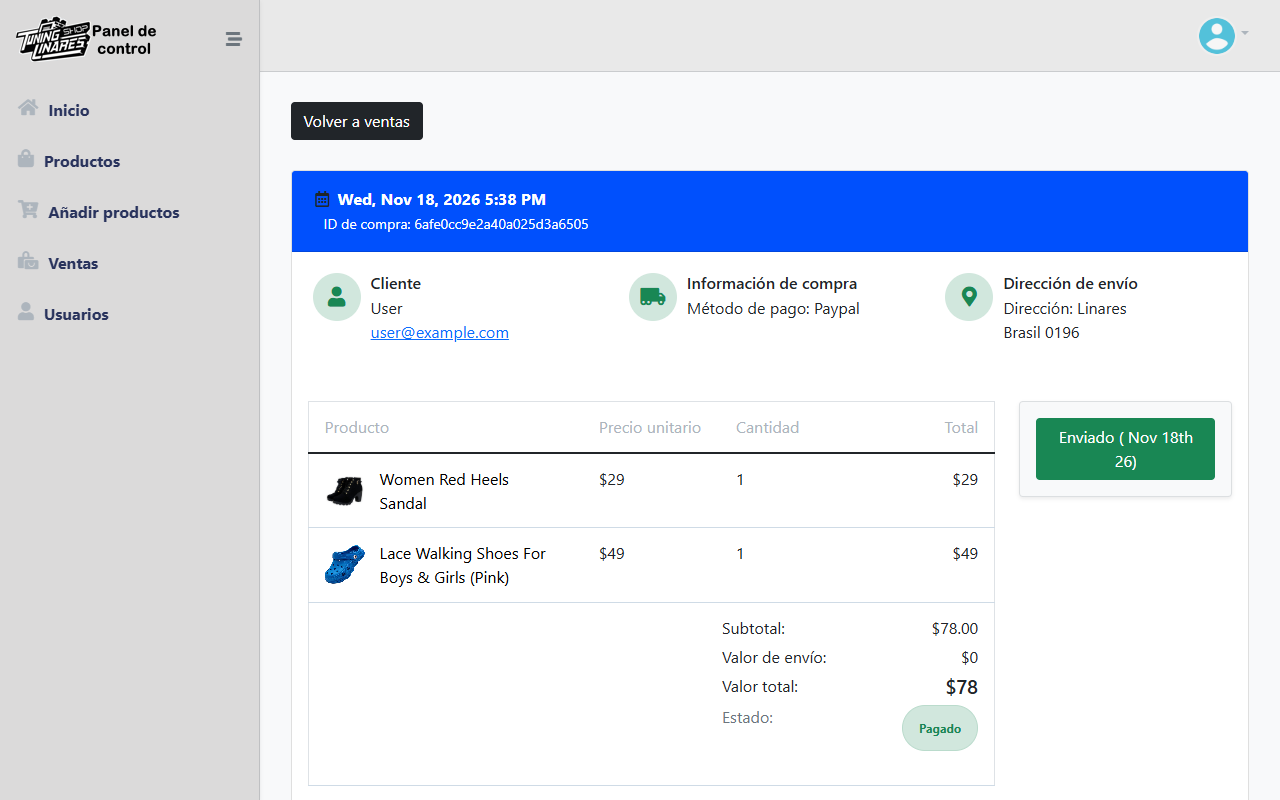 TUNING SHOP
LINARES
Panel de
control
Inicio
Productos
Añadir productos
Ventas
Usuarios
Volver a ventas
Wed, Nov 18, 2026 5:38 PM
ID de compra: 6afe0cc9e2a40a025d3a6505
Cliente
User
user@example.com
Información de compra
Método de pago: Paypal
Dirección de envío
Dirección: Linares
Brasil 0196
Producto Precio unitario Cantidad Total
Women Red Heels
Sandal
$29 1 $29
Lace Walking Shoes For
Boys & Girls (Pink)
$49 1 $49
Subtotal: $78.00
Valor de envío: $0
Valor total: $78
Estado: Pagado
Enviado ( Nov 18th
26)